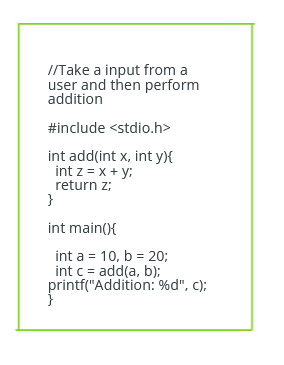 //Take a input from a
user and then perform
addition
#include <stdio.h>
int add(int x, int y){
  int z = x + y;
  return z;
}
int main(){
  int a = 10, b = 20;
  int c = add(a, b);
printf("Addition: %d", c);
}